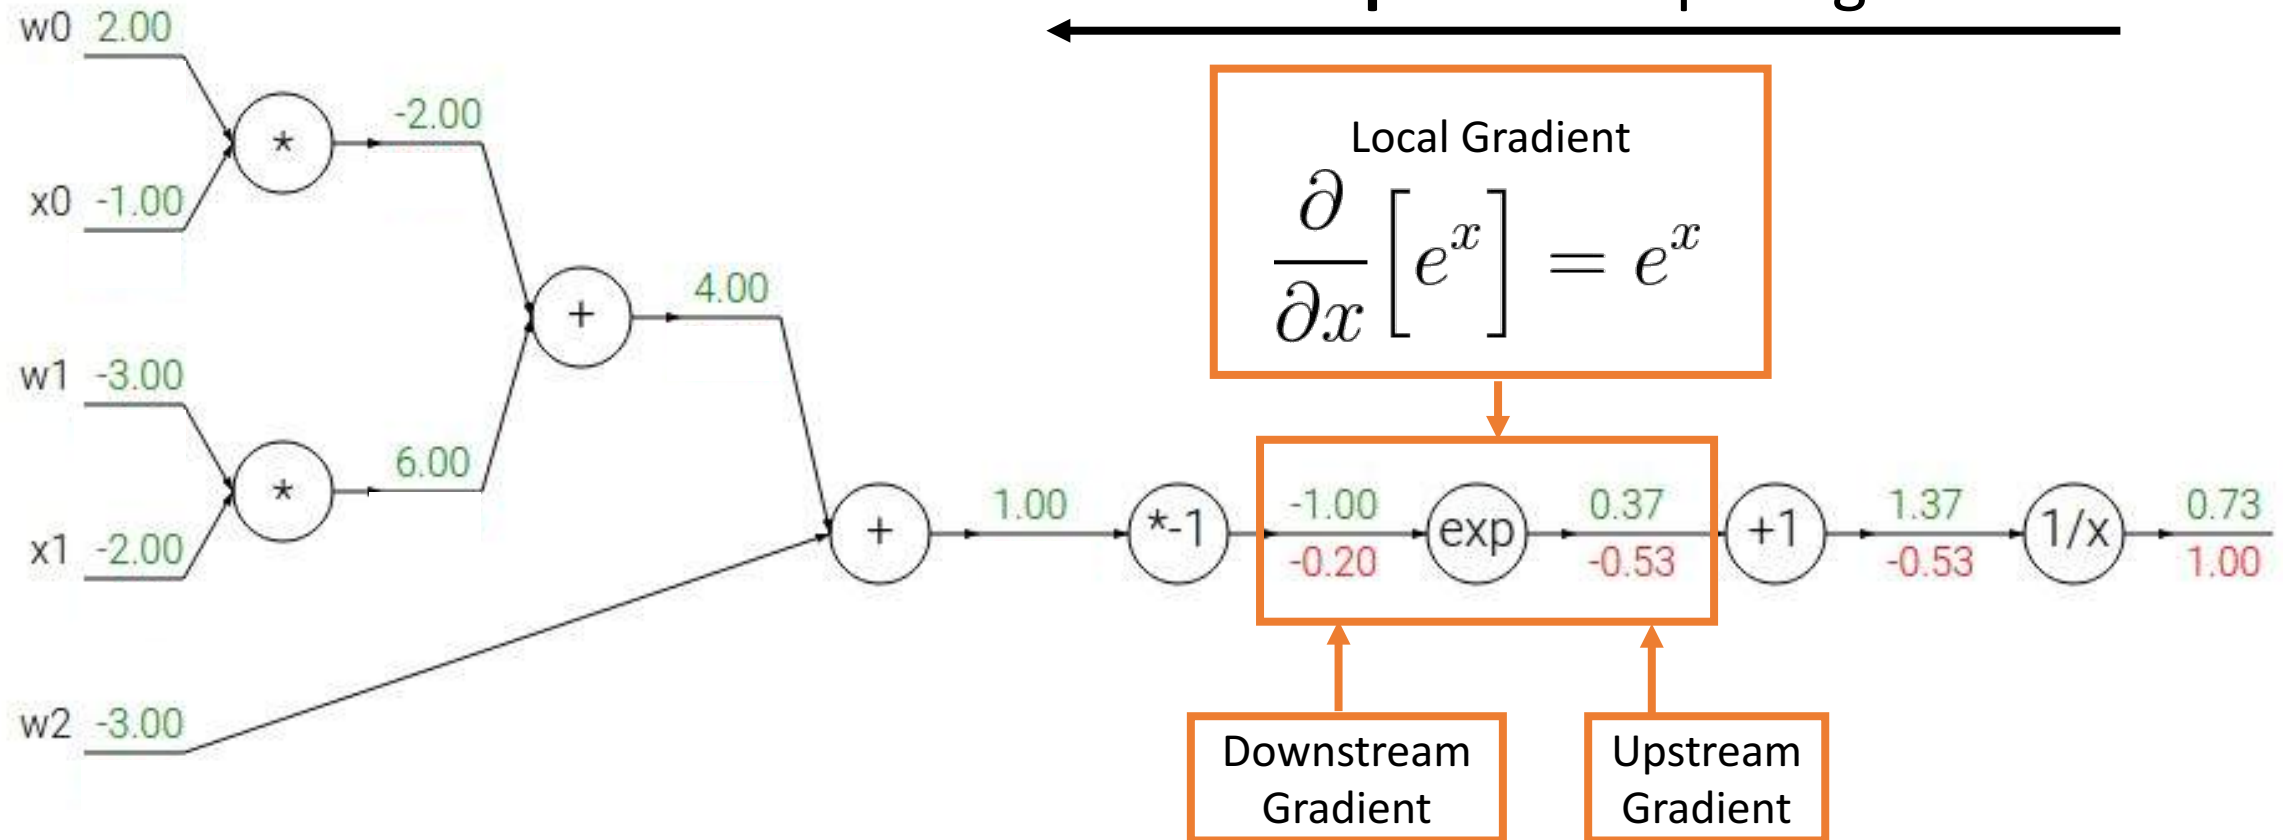 w0 2.00
-2.00
*
x0 -1.00
Local Gradient
∂/∂x [e^x] = e^x
4.00
+
w1 -3.00
6.00
*
x1 -2.00
+
1.00
*-1
-1.00
-0.20
exp
0.37
-0.53
+1
1.37
-0.53
1/x
0.73
1.00
w2 -3.00
Downstream
Gradient
Upstream
Gradient